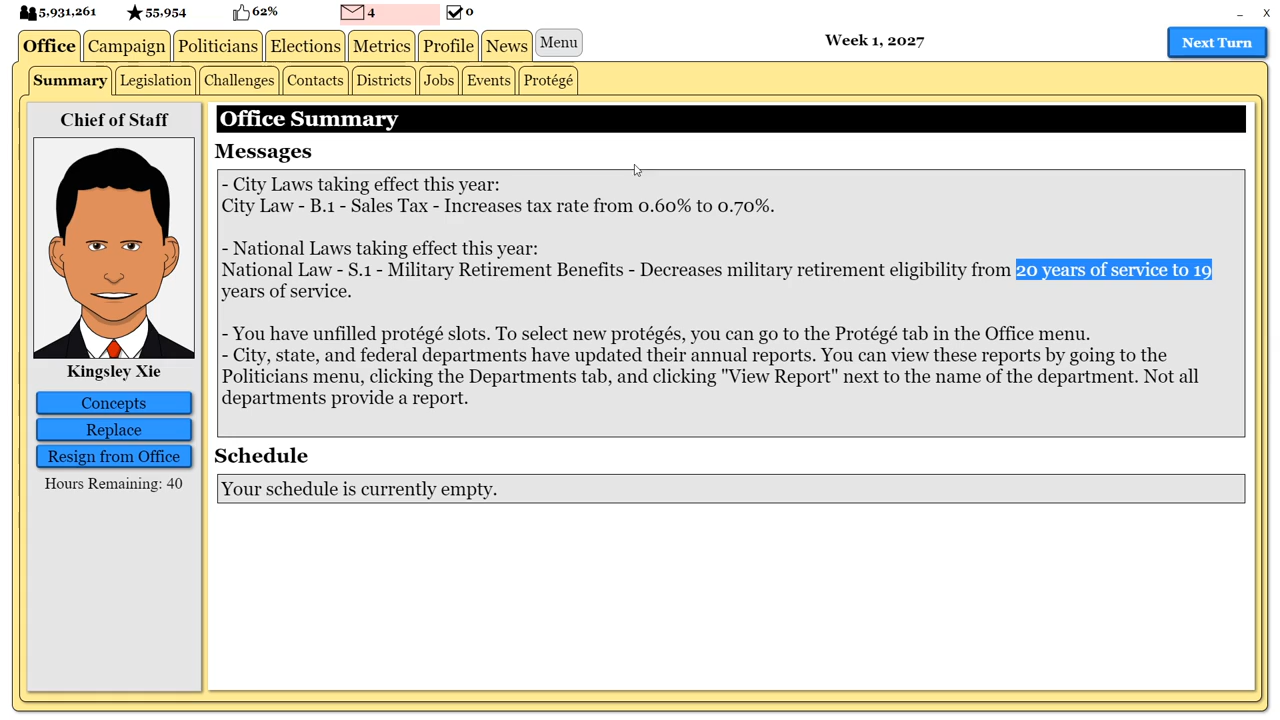 5,931,261 55,954 62% 4 0
_ X
Office Campaign Politicians Elections Metrics Profile News Menu
Week 1, 2027
Next Turn
Summary Legislation Challenges Contacts Districts Jobs Events Protégé
Chief of Staff
Kingsley Xie
Concepts
Replace
Resign from Office
Hours Remaining: 40
Office Summary
Messages
- City Laws taking effect this year:
City Law - B.1 - Sales Tax - Increases tax rate from 0.60% to 0.70%.
- National Laws taking effect this year:
National Law - S.1 - Military Retirement Benefits - Decreases military retirement eligibility from 20 years of service to 19
years of service.
- You have unfilled protégé slots. To select new protégés, you can go to the Protégé tab in the Office menu.
- City, state, and federal departments have updated their annual reports. You can view these reports by going to the
Politicians menu, clicking the Departments tab, and clicking "View Report" next to the name of the department. Not all
departments provide a report.
Schedule
Your schedule is currently empty.